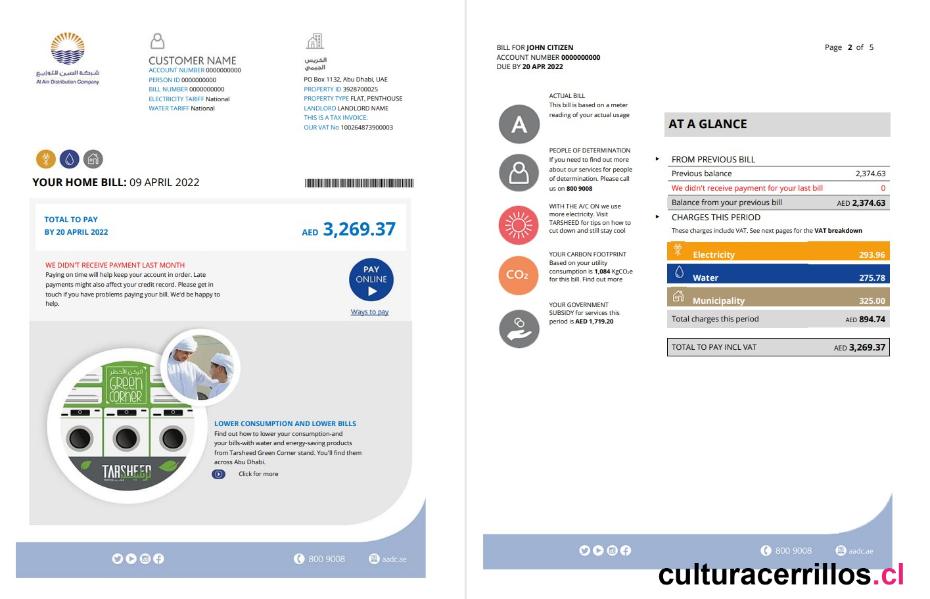 شركة العين للتوزيع
Al Ain Distribution Company
CUSTOMER NAME
ACCOUNT NUMBER 0000000000
PERSON ID 0000000000
BILL NUMBER 0000000000
ELECTRICITY TARIFF National
WATER TARIFF National
PO Box 1132, Abu Dhabi, UAE
PROPERTY ID 3928700025
PROPERTY TYPE FLAT, PENTHOUSE
LANDLORD LANDLORD NAME
THIS IS A TAX INVOICE.
OUR VAT No 100264873900003
YOUR HOME BILL: 09 APRIL 2022
TOTAL TO PAY
BY 20 APRIL 2022
AED 3,269.37
WE DIDN'T RECEIVE PAYMENT LAST MONTH
Paying on time will help keep your account in order. Late
payments might also affect your credit record. Please get in
touch if you have problems paying your bill. We'd be happy to
help.
PAY
ONLINE
Ways to pay
الركن الأخضر
GREEN
CORNER
TARSHEED
LOWER CONSUMPTION AND LOWER BILLS
Find out how to lower your consumption-and
your bills-with water and energy-saving products
from Tarsheed Green Corner stand. You'll find them
across Abu Dhabi.
Click for more
800 9008
aadc.ae
BILL FOR JOHN CITIZEN
ACCOUNT NUMBER 0000000000
DUE BY 20 APR 2022
Page 2 of 5
A
ACTUAL BILL
This bill is based on a meter
reading of your actual usage
PEOPLE OF DETERMINATION
If you need to find out more
about our services for people
of determination. Please call
us on 800 9008
WITH THE A/C ON we use
more electricity. Visit
TARSHEED for tips on how to
cut down and still stay cool
CO₂
YOUR CARBON FOOTPRINT
Based on your utility
consumption is 1,084 KgCO₂e
for this bill. Find out more
YOUR GOVERNMENT
SUBSIDY for services this
period is AED 1,719.20
AT A GLANCE
FROM PREVIOUS BILL
Previous balance 2,374.63
We didn't receive payment for your last bill 0
Balance from your previous bill AED 2,374.63
CHARGES THIS PERIOD
These charges include VAT. See next pages for the VAT breakdown
Electricity 293.96
Water 275.78
Municipality 325.00
Total charges this period AED 894.74
TOTAL TO PAY INCL VAT AED 3,269.37
800 9008
aadc.ae
culturacerrillos.cl